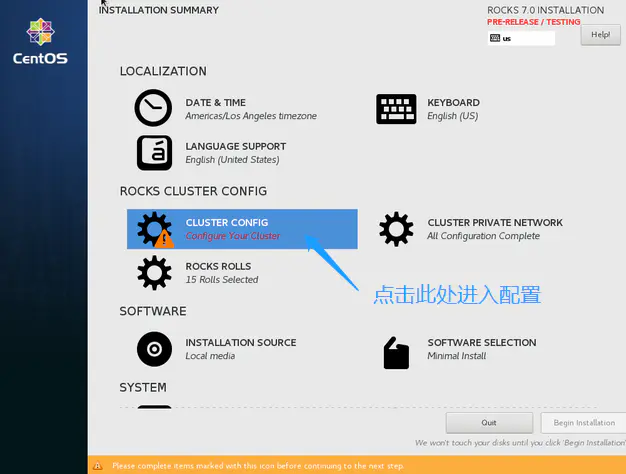 INSTALLATION SUMMARY
ROCKS 7.0 INSTALLATION
PRE-RELEASE / TESTING
us
Help!
CentOS
LOCALIZATION
DATE & TIME
Americas/Los Angeles timezone
KEYBOARD
English (US)
LANGUAGE SUPPORT
English (United States)
ROCKS CLUSTER CONFIG
CLUSTER CONFIG
Configure Your Cluster
CLUSTER PRIVATE NETWORK
All Configuration Complete
ROCKS ROLLS
15 Rolls Selected
点击此处进入配置
SOFTWARE
INSTALLATION SOURCE
Local media
SOFTWARE SELECTION
Minimal Install
SYSTEM
Quit
Begin Installation
We won't touch your disks until you click 'Begin Installation'
Please complete items marked with this icon before continuing to the next step.